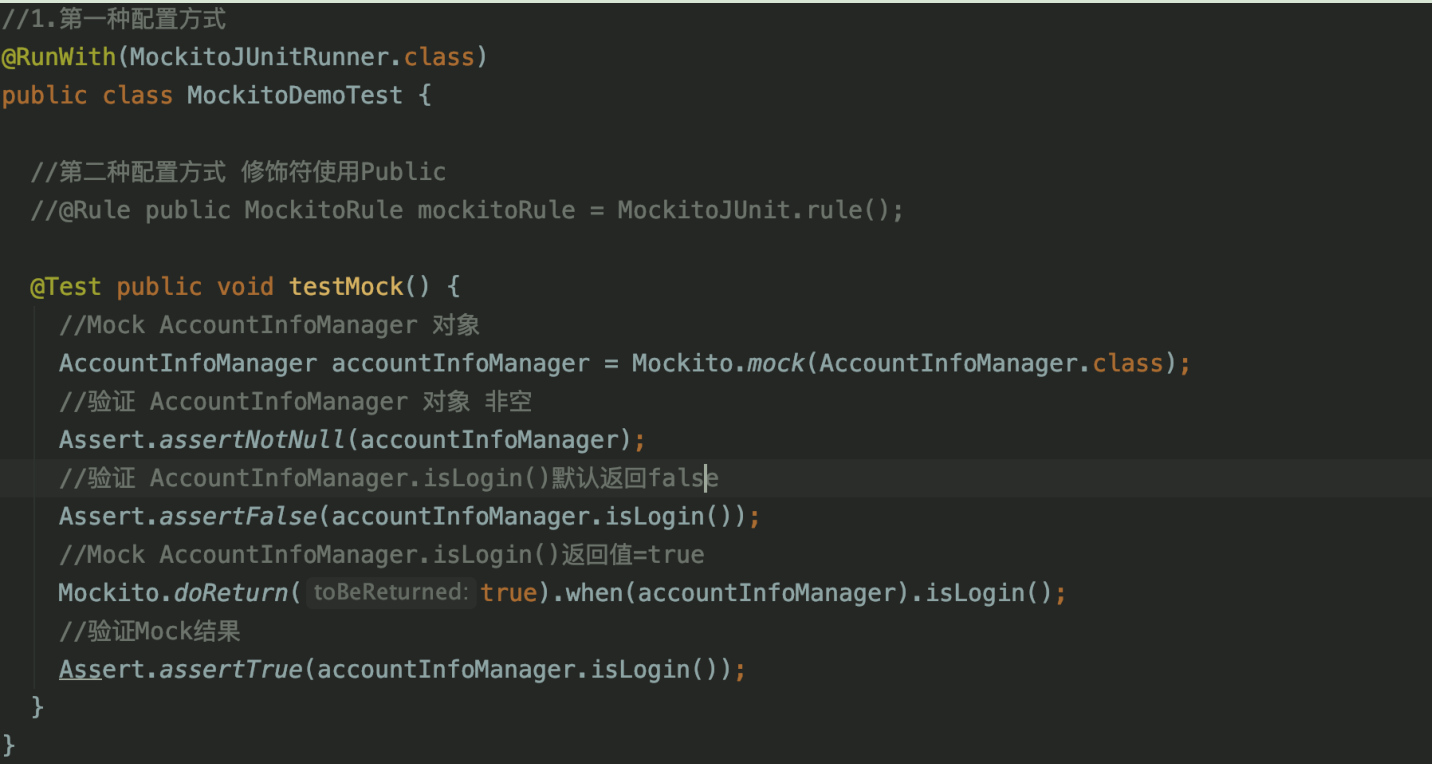 //1.第一种配置方式
@RunWith(MockitoJUnitRunner.class)
public class MockitoDemoTest {
//第二种配置方式 修饰符使用Public
//@Rule public MockitoRule mockitoRule = MockitoJUnit.rule();
@Test public void testMock() {
//Mock AccountInfoManager 对象
AccountInfoManager accountInfoManager = Mockito.mock(AccountInfoManager.class);
//验证 AccountInfoManager 对象 非空
Assert.assertNotNull(accountInfoManager);
//验证 AccountInfoManager.isLogin()默认返回false
Assert.assertFalse(accountInfoManager.isLogin());
//Mock AccountInfoManager.isLogin()返回值=true
Mockito.doReturn( toBeReturned: true).when(accountInfoManager).isLogin();
//验证Mock结果
Assert.assertTrue(accountInfoManager.isLogin());
}
}